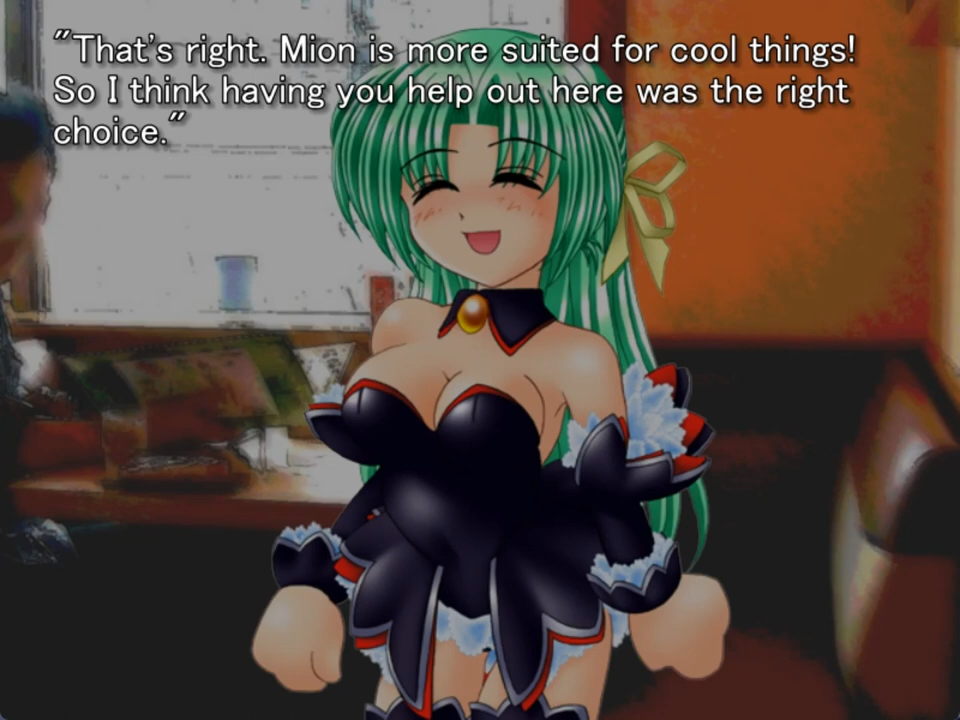 "That's right. Mion is more suited for cool things!
So I think having you help out here was the right
choice."